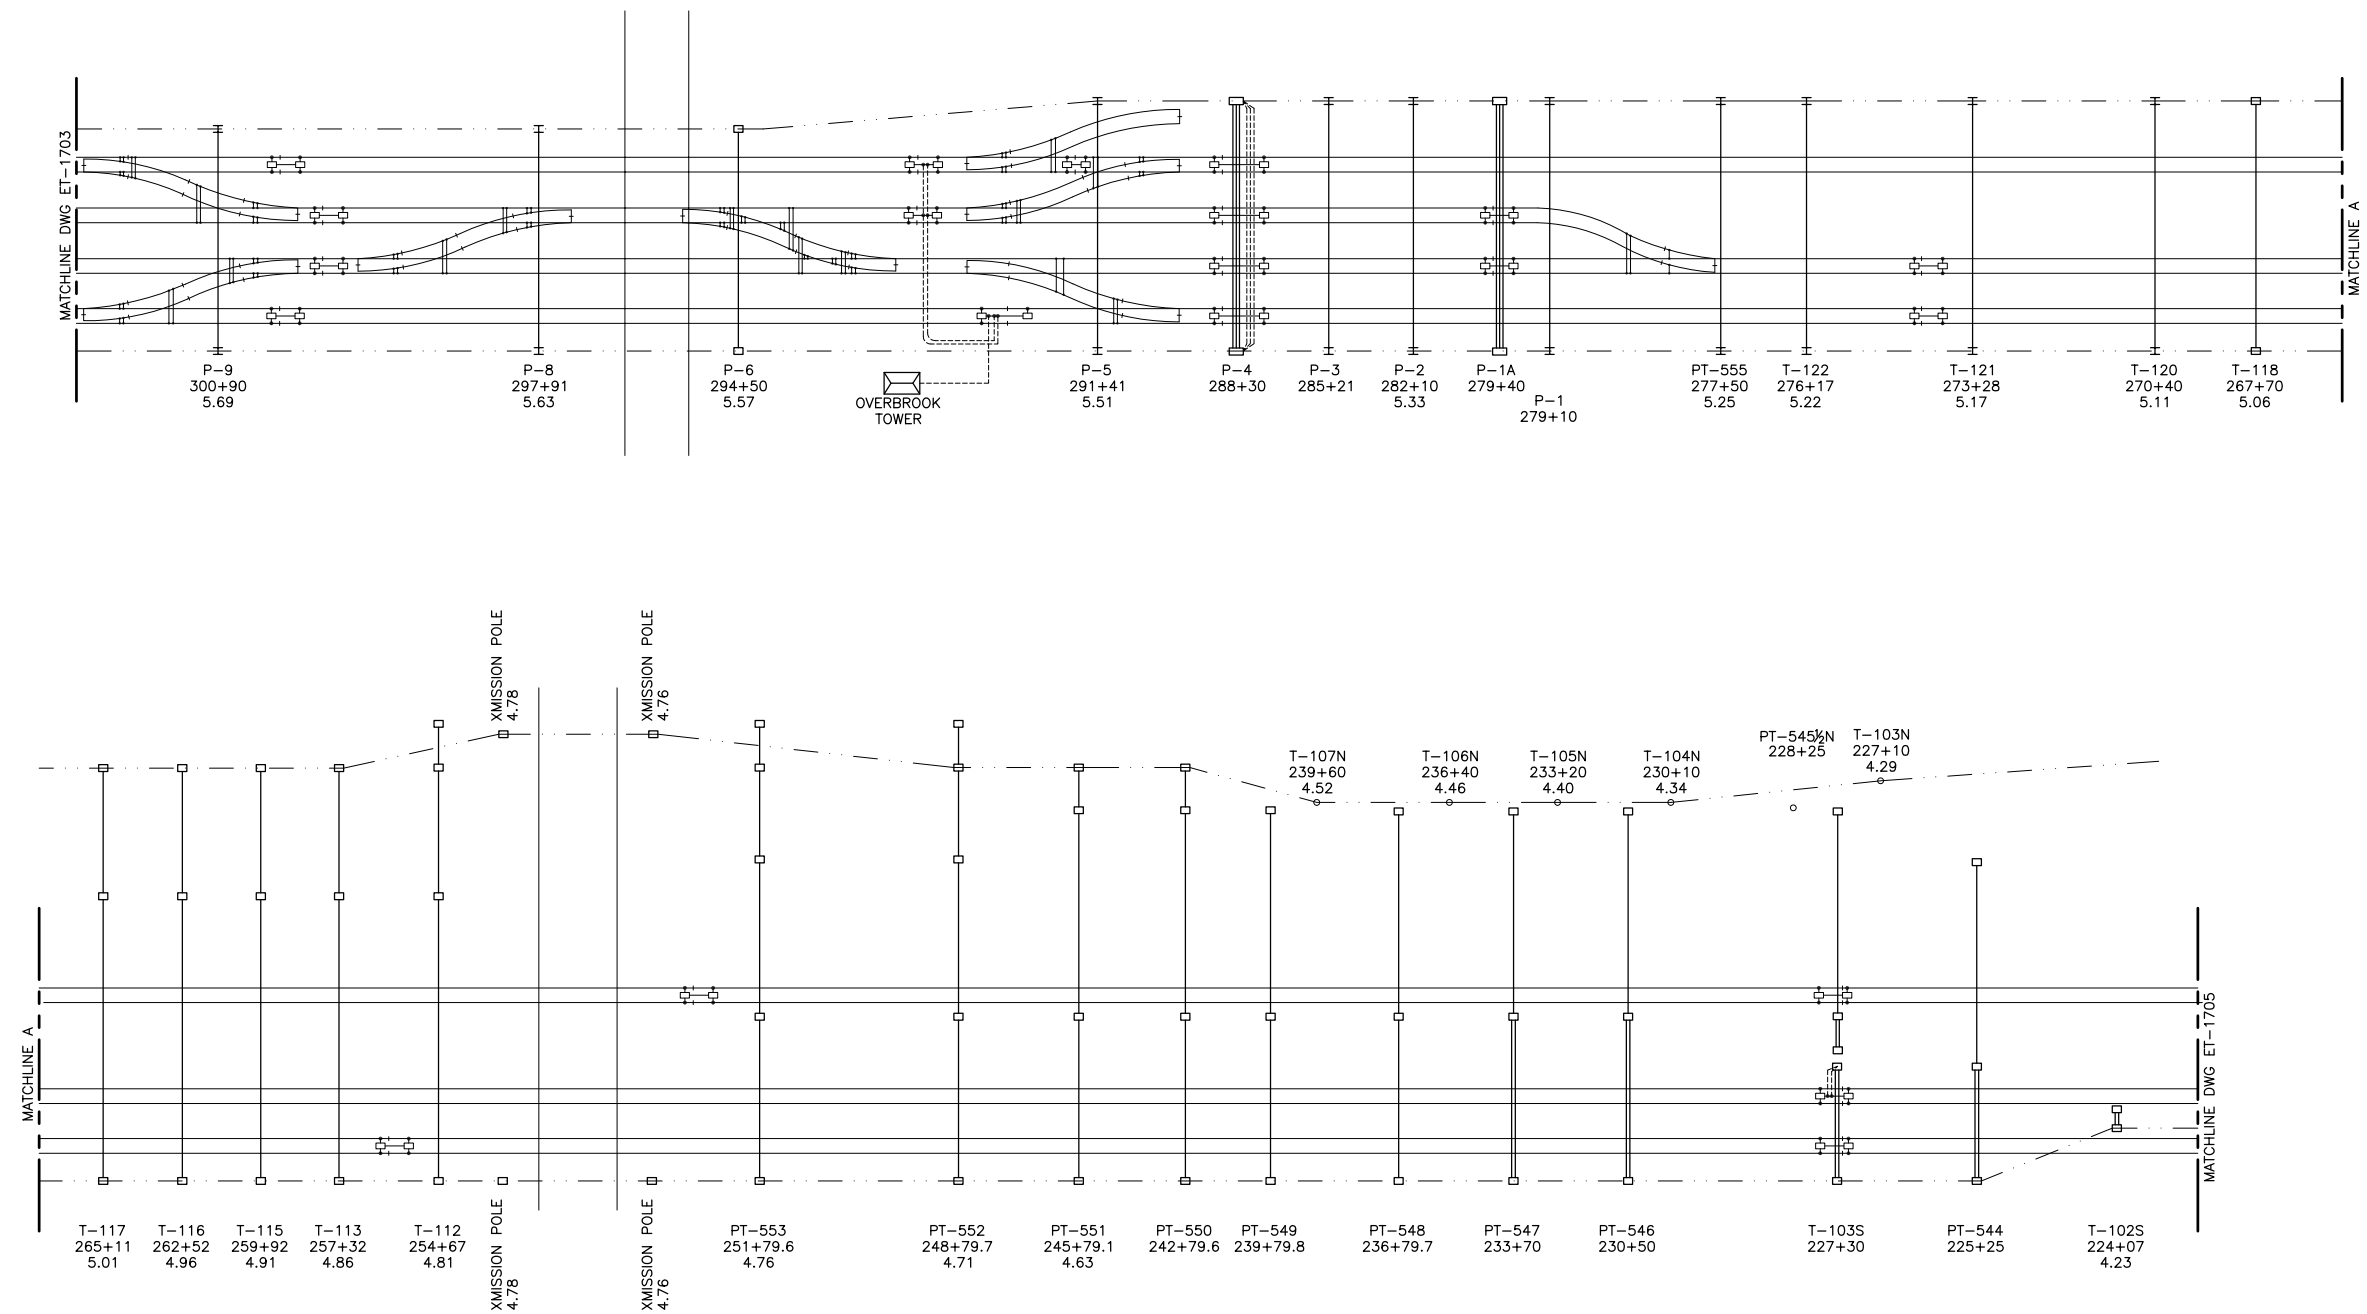 MATCHLINE DWG ET-1703
P-9
300+90
5.69
P-8
297+91
5.63
P-6
294+50
5.57
OVERBROOK
TOWER
P-5
291+41
5.51
P-4
288+30
P-3
285+21
P-2
282+10
5.33
P-1A
279+40
P-1
279+10
PT-555
277+50
5.25
T-122
276+17
5.22
T-121
273+28
5.17
T-120
270+40
5.11
T-118
267+70
5.06
MATCHLINE A
MATCHLINE A
XMISSION POLE
4.78
XMISSION POLE
4.76
T-107N
239+60
4.52
T-106N
236+40
4.46
T-105N
233+20
4.40
T-104N
230+10
4.34
PT-545½N
228+25
T-103N
227+10
4.29
T-117
265+11
5.01
T-116
262+52
4.96
T-115
259+92
4.91
T-113
257+32
4.86
T-112
254+67
4.81
XMISSION POLE
4.78
XMISSION POLE
4.76
PT-553
251+79.6
4.76
PT-552
248+79.7
4.71
PT-551
245+79.1
4.63
PT-550
242+79.6
PT-549
239+79.8
PT-548
236+79.7
PT-547
233+70
PT-546
230+50
T-103S
227+30
PT-544
225+25
T-102S
224+07
4.23
MATCHLINE DWG ET-1705